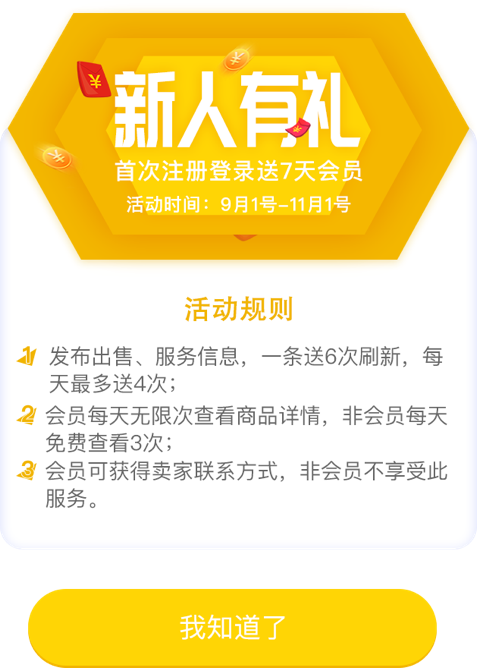 新人有礼
首次注册登录送7天会员
活动时间：9月1号-11月1号
活动规则
1 发布出售、服务信息，一条送6次刷新，每
天最多送4次；
2 会员每天无限次查看商品详情，非会员每天
免费查看3次；
3 会员可获得卖家联系方式，非会员不享受此
服务。
我知道了